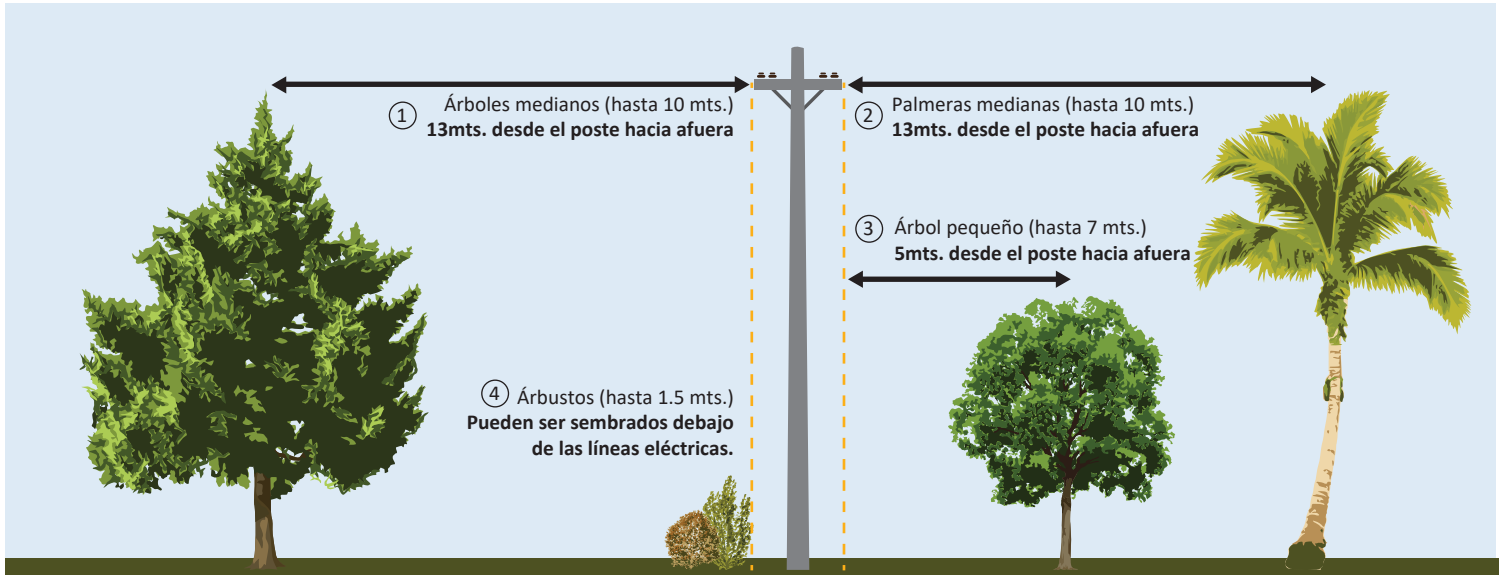 ① Árboles medianos (hasta 10 mts.)
13mts. desde el poste hacia afuera
② Palmeras medianas (hasta 10 mts.)
13mts. desde el poste hacia afuera
③ Árbol pequeño (hasta 7 mts.)
5mts. desde el poste hacia afuera
④ Árbustos (hasta 1.5 mts.)
Pueden ser sembrados debajo
de las líneas eléctricas.